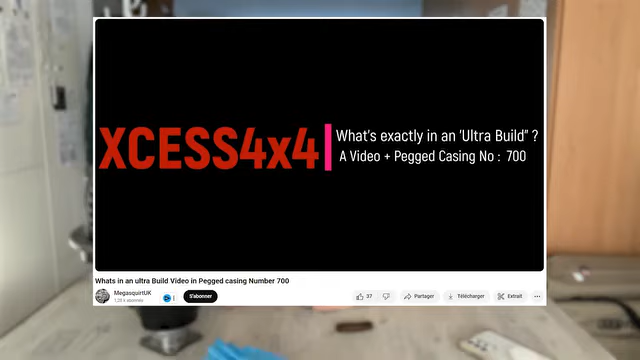 XCESS4x4
What's exactly in an 'Ultra Build" ?
A Video + Pegged Casing No : 700
Whats in an ultra Build Video in Pegged casing Number 700
MegasquirtUK
S'abonner
37
Partager
Télécharger
Extrait